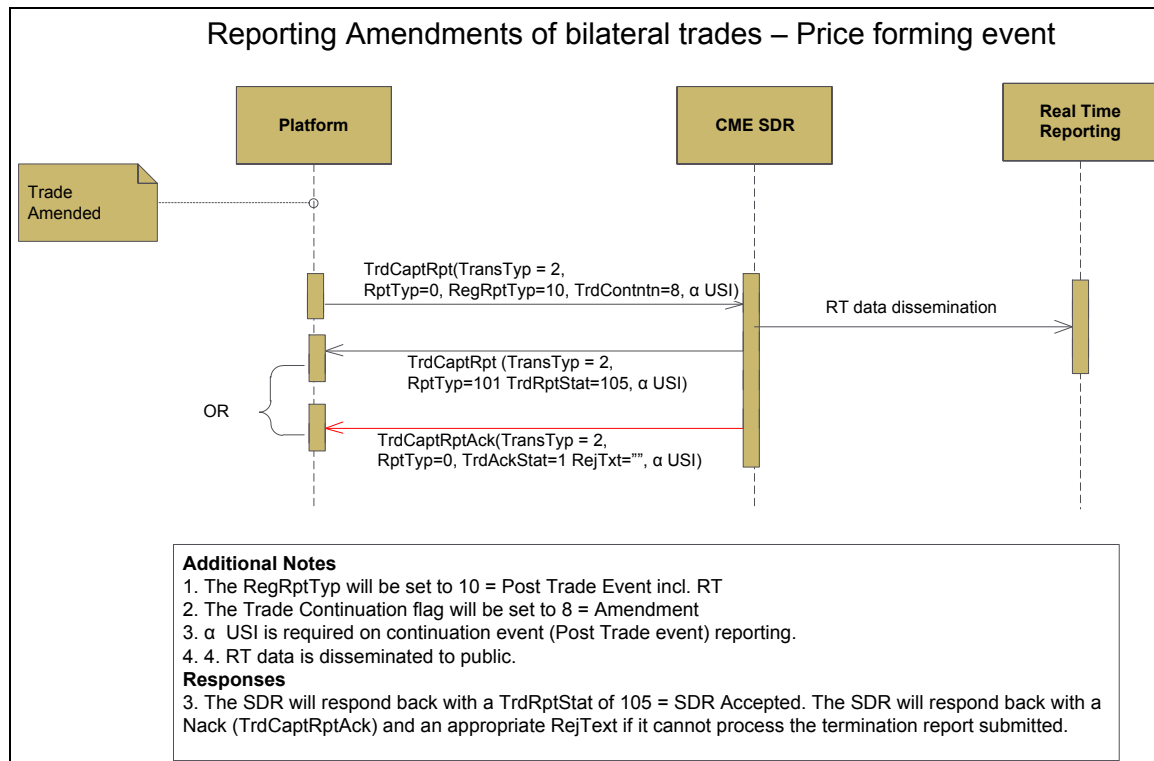 Reporting Amendments of bilateral trades – Price forming event
Platform
CME SDR
Real Time
Reporting
Trade
Amended
TrdCaptRpt(TransTyp = 2,
RptTyp=0, RegRptTyp=10, TrdContntn=8, α USI)
RT data dissemination
TrdCaptRpt (TransTyp = 2,
RptTyp=101 TrdRptStat=105, α USI)
OR
TrdCaptRptAck(TransTyp = 2,
RptTyp=0, TrdAckStat=1 RejTxt=””, α USI)
Additional Notes
1. The RegRptTyp will be set to 10 = Post Trade Event incl. RT
2. The Trade Continuation flag will be set to 8 = Amendment
3. α  USI is required on continuation event (Post Trade event) reporting.
4. 4. RT data is disseminated to public.
Responses
3. The SDR will respond back with a TrdRptStat of 105 = SDR Accepted. The SDR will respond back with a
Nack (TrdCaptRptAck) and an appropriate RejText if it cannot process the termination report submitted.